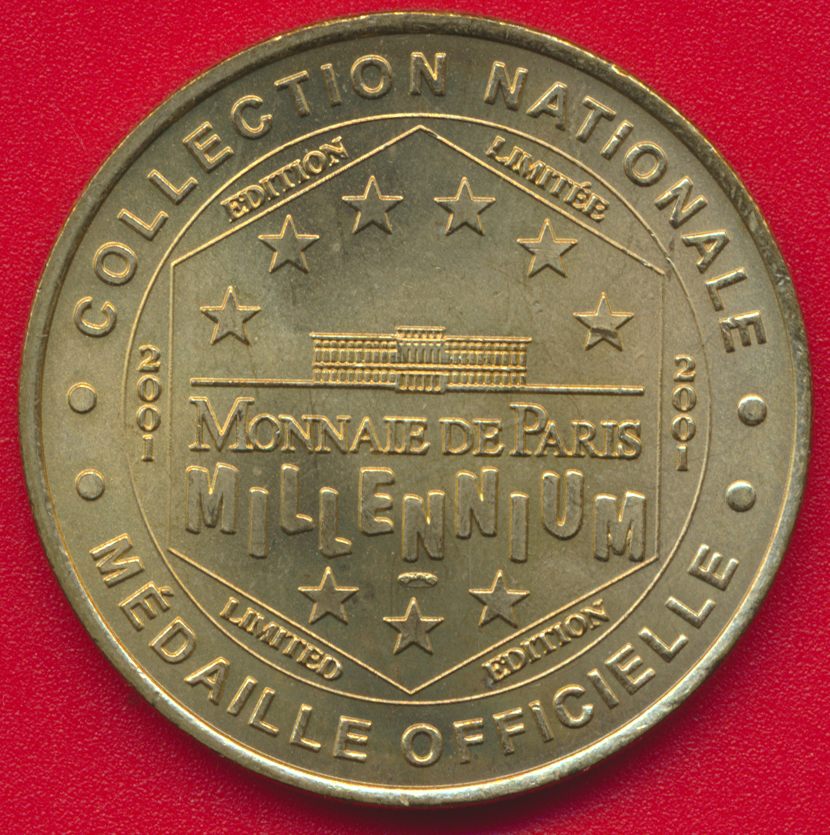 COLLECTION NATIONALE
EDITION LIMITÉE
2001
2001
MONNAIE DE PARIS
MILLENNIUM
LIMITED EDITION
MÉDAILLE OFFICIELLE